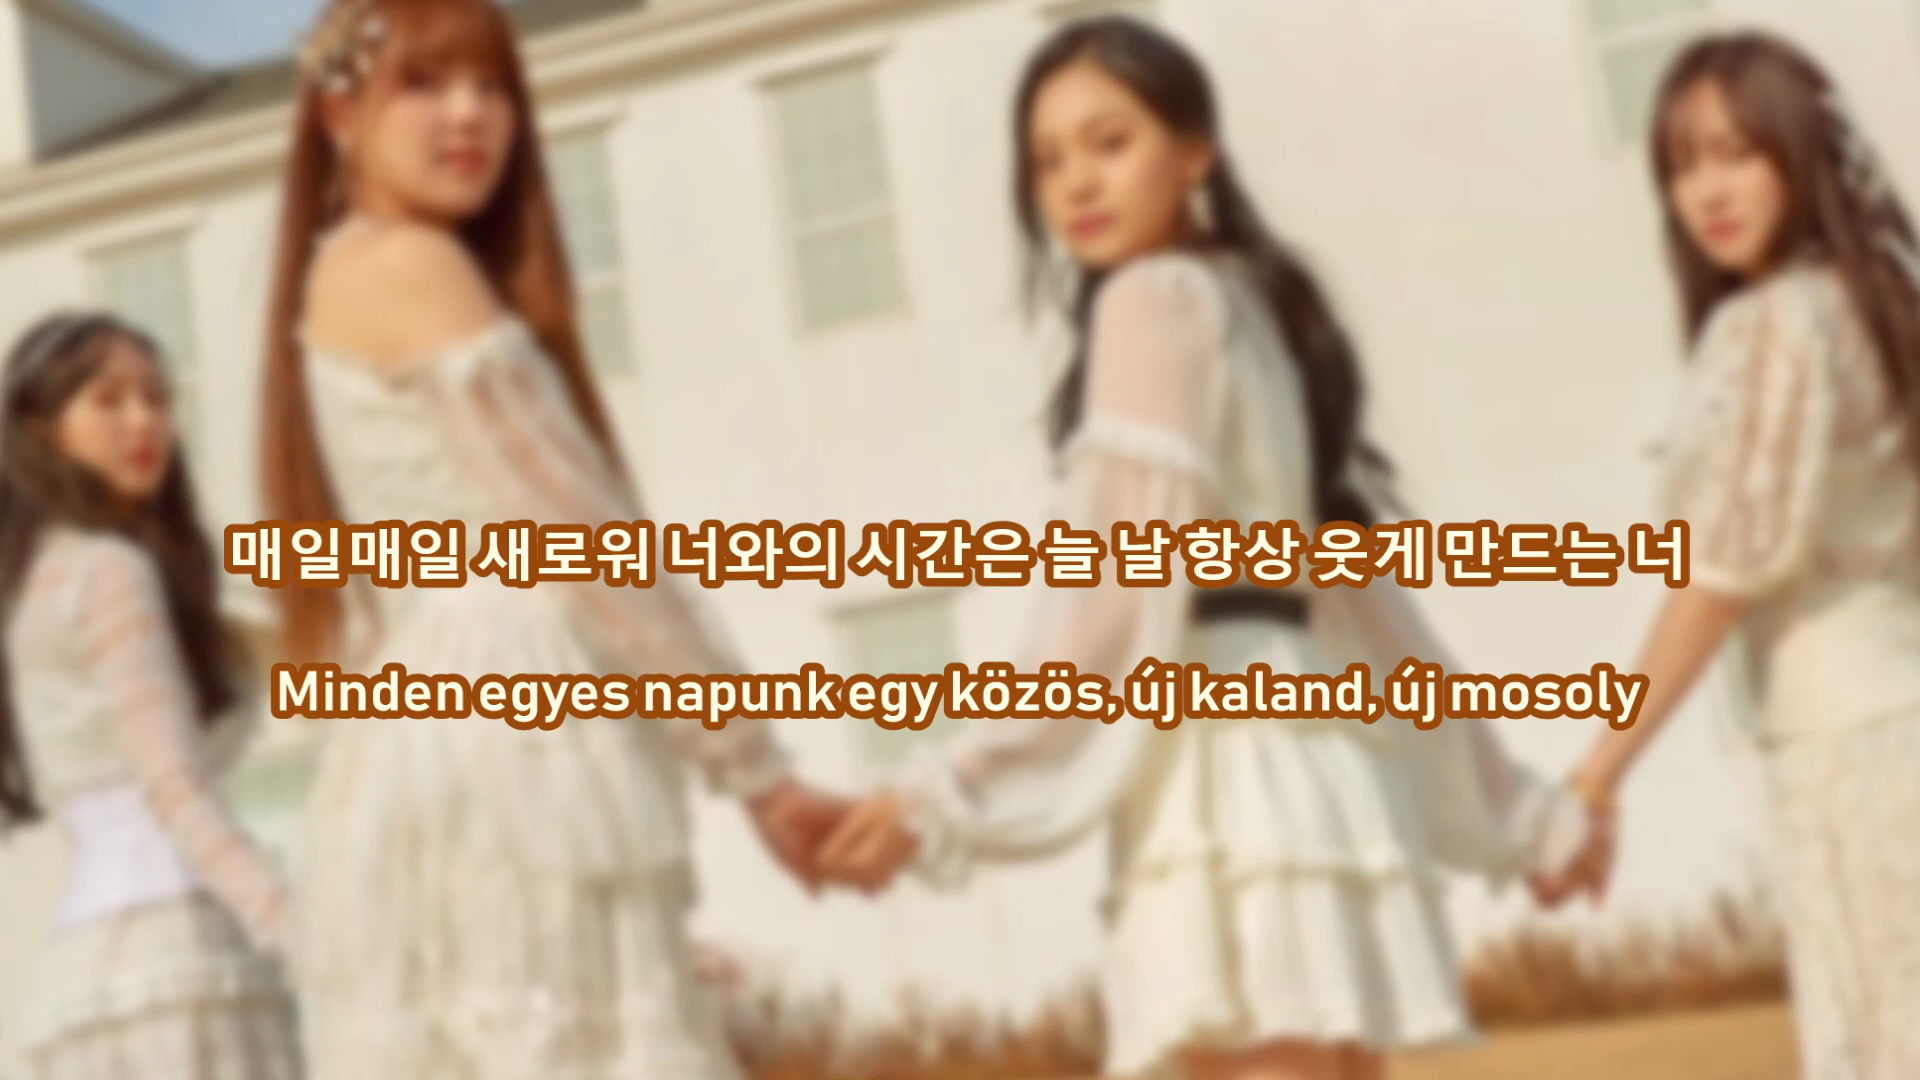 매일매일 새로워 너와의 시간은 늘 날 항상 웃게 만드는 너
Minden egyes napunk egy közös, új kaland, új mosoly